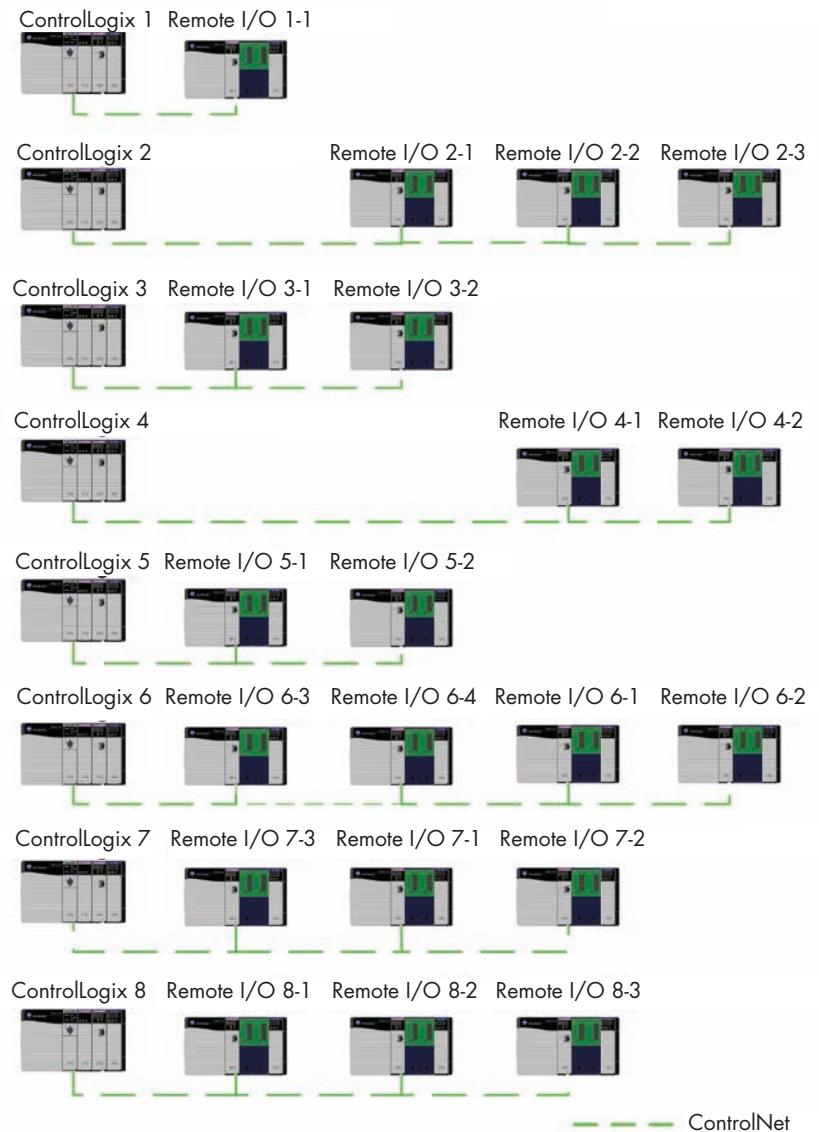 ControlLogix 1 Remote I/O 1-1
ControlLogix 2 Remote I/O 2-1 Remote I/O 2-2 Remote I/O 2-3
ControlLogix 3 Remote I/O 3-1 Remote I/O 3-2
ControlLogix 4 Remote I/O 4-1 Remote I/O 4-2
ControlLogix 5 Remote I/O 5-1 Remote I/O 5-2
ControlLogix 6 Remote I/O 6-3 Remote I/O 6-4 Remote I/O 6-1 Remote I/O 6-2
ControlLogix 7 Remote I/O 7-3 Remote I/O 7-1 Remote I/O 7-2
ControlLogix 8 Remote I/O 8-1 Remote I/O 8-2 Remote I/O 8-3
ControlNet